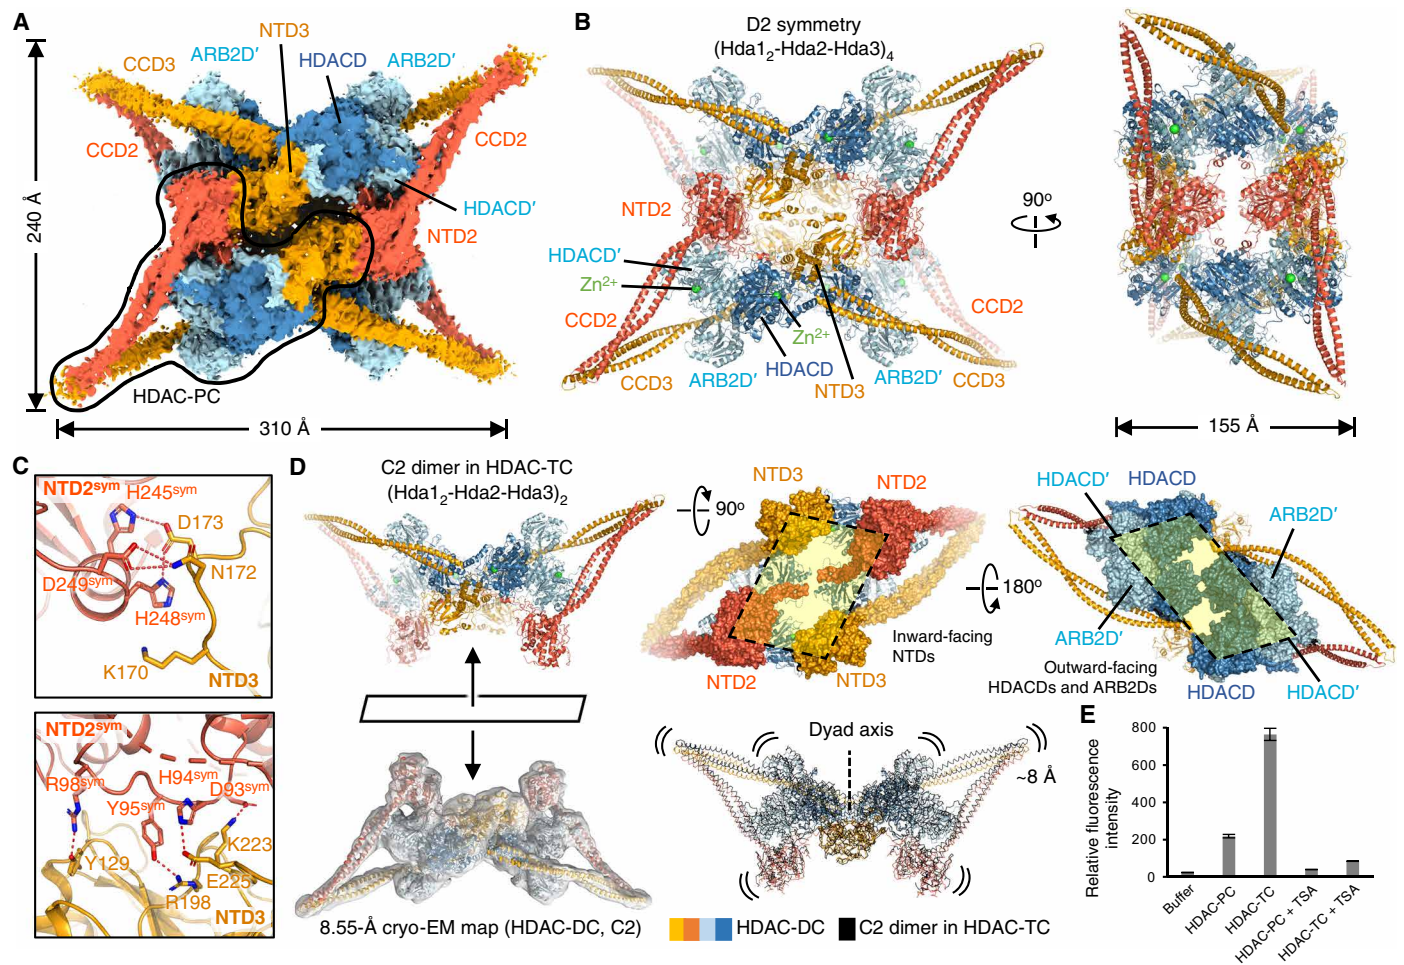 A
NTD3
ARB2D′
HDACD
ARB2D′
CCD3
CCD2
CCD2
HDACD′
NTD2
240 Å
HDAC-PC
310 Å
B
D2 symmetry
(Hda1₂-Hda2-Hda3)₄
NTD2
HDACD′
Zn²⁺
CCD2
Zn²⁺
CCD2
HDACD
CCD3
ARB2D′
NTD3
ARB2D′
CCD3
90º
155 Å
C
NTD2ˢʸᵐ
H245ˢʸᵐ
D173
D249ˢʸᵐ
N172
H248ˢʸᵐ
K170
NTD3
NTD2ˢʸᵐ
R98ˢʸᵐ
H94ˢʸᵐ
D93ˢʸᵐ
Y95ˢʸᵐ
K223
Y129
E225
R198
NTD3
D
C2 dimer in HDAC-TC
(Hda1₂-Hda2-Hda3)₂
90º
NTD3
NTD2
NTD2
NTD3
Inward-facing
NTDs
180º
HDACD′
HDACD
ARB2D′
ARB2D′
Outward-facing
HDACDs and ARB2Ds
HDACD
HDACD′
8.55-Å cryo-EM map (HDAC-DC, C2)
Dyad axis
~8 Å
HDAC-DC
C2 dimer in HDAC-TC
E
Relative fluorescence
intensity
800
600
400
200
0
Buffer
HDAC-PC
HDAC-TC
HDAC-PC + TSA
HDAC-TC + TSA